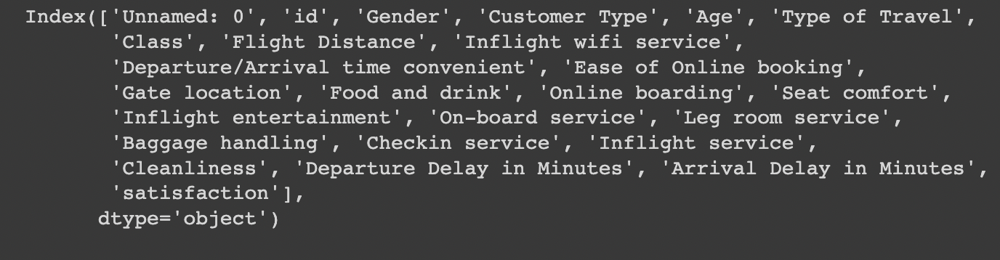 Index(['Unnamed: 0', 'id', 'Gender', 'Customer Type', 'Age', 'Type of Travel',
'Class', 'Flight Distance', 'Inflight wifi service',
'Departure/Arrival time convenient', 'Ease of Online booking',
'Gate location', 'Food and drink', 'Online boarding', 'Seat comfort',
'Inflight entertainment', 'On-board service', 'Leg room service',
'Baggage handling', 'Checkin service', 'Inflight service',
'Cleanliness', 'Departure Delay in Minutes', 'Arrival Delay in Minutes',
'satisfaction'],
dtype='object')